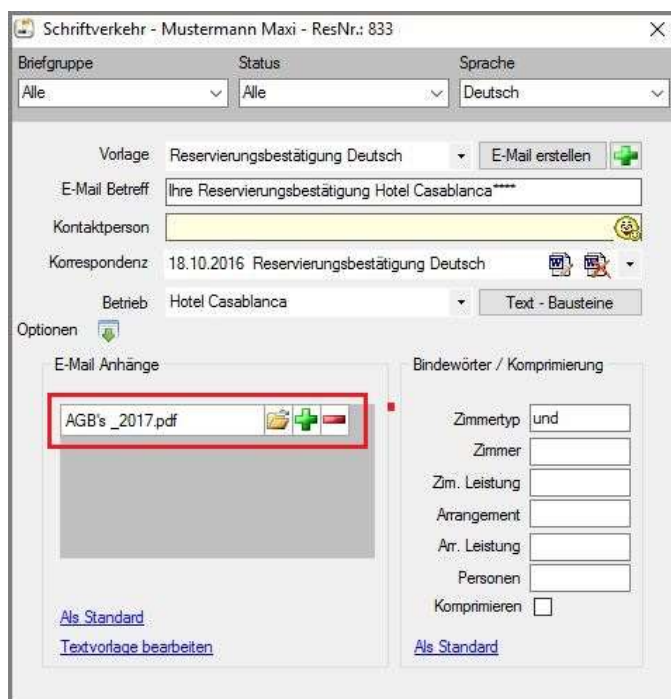 Schriftverkehr - Mustermann Maxi - ResNr.: 833
Briefgruppe Status Sprache
Alle Alle Deutsch
Vorlage Reservierungsbestätigung Deutsch E-Mail erstellen
E-Mail Betreff Ihre Reservierungsbestätigung Hotel Casablanca****
Kontaktperson
Korrespondenz 18.10.2016 Reservierungsbestätigung Deutsch
Betrieb Hotel Casablanca Text - Bausteine
Optionen
E-Mail Anhänge
AGB's _2017.pdf
Als Standard
Textvorlage bearbeiten
Bindewörter / Komprimierung
Zimmertyp und
Zimmer
Zim. Leistung
Arrangement
Arr. Leistung
Personen
Komprimieren
Als Standard